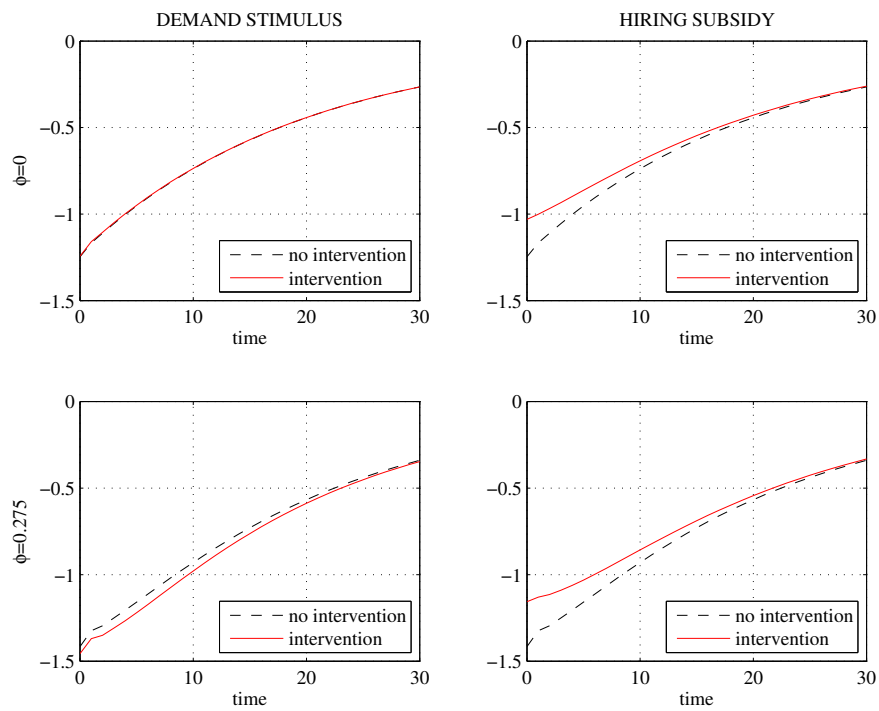 DEMAND STIMULUS
HIRING SUBSIDY
0
−0.5
−1
−1.5
ϕ=0
0
10
20
30
time
no intervention
intervention
0
−0.5
−1
−1.5
0
10
20
30
time
no intervention
intervention
0
−0.5
−1
−1.5
ϕ=0.275
0
10
20
30
time
no intervention
intervention
0
−0.5
−1
−1.5
0
10
20
30
time
no intervention
intervention